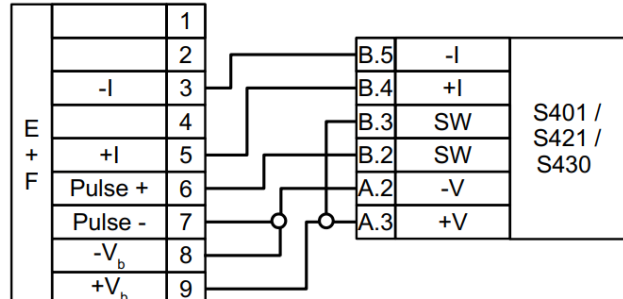 1
2
-I 3
4
+I 5
Pulse + 6
Pulse - 7
-Vb 8
+Vb 9
E
+
F
B.5 -I
B.4 +I
B.3 SW
B.2 SW
A.2 -V
A.3 +V
S401 /
S421 /
S430